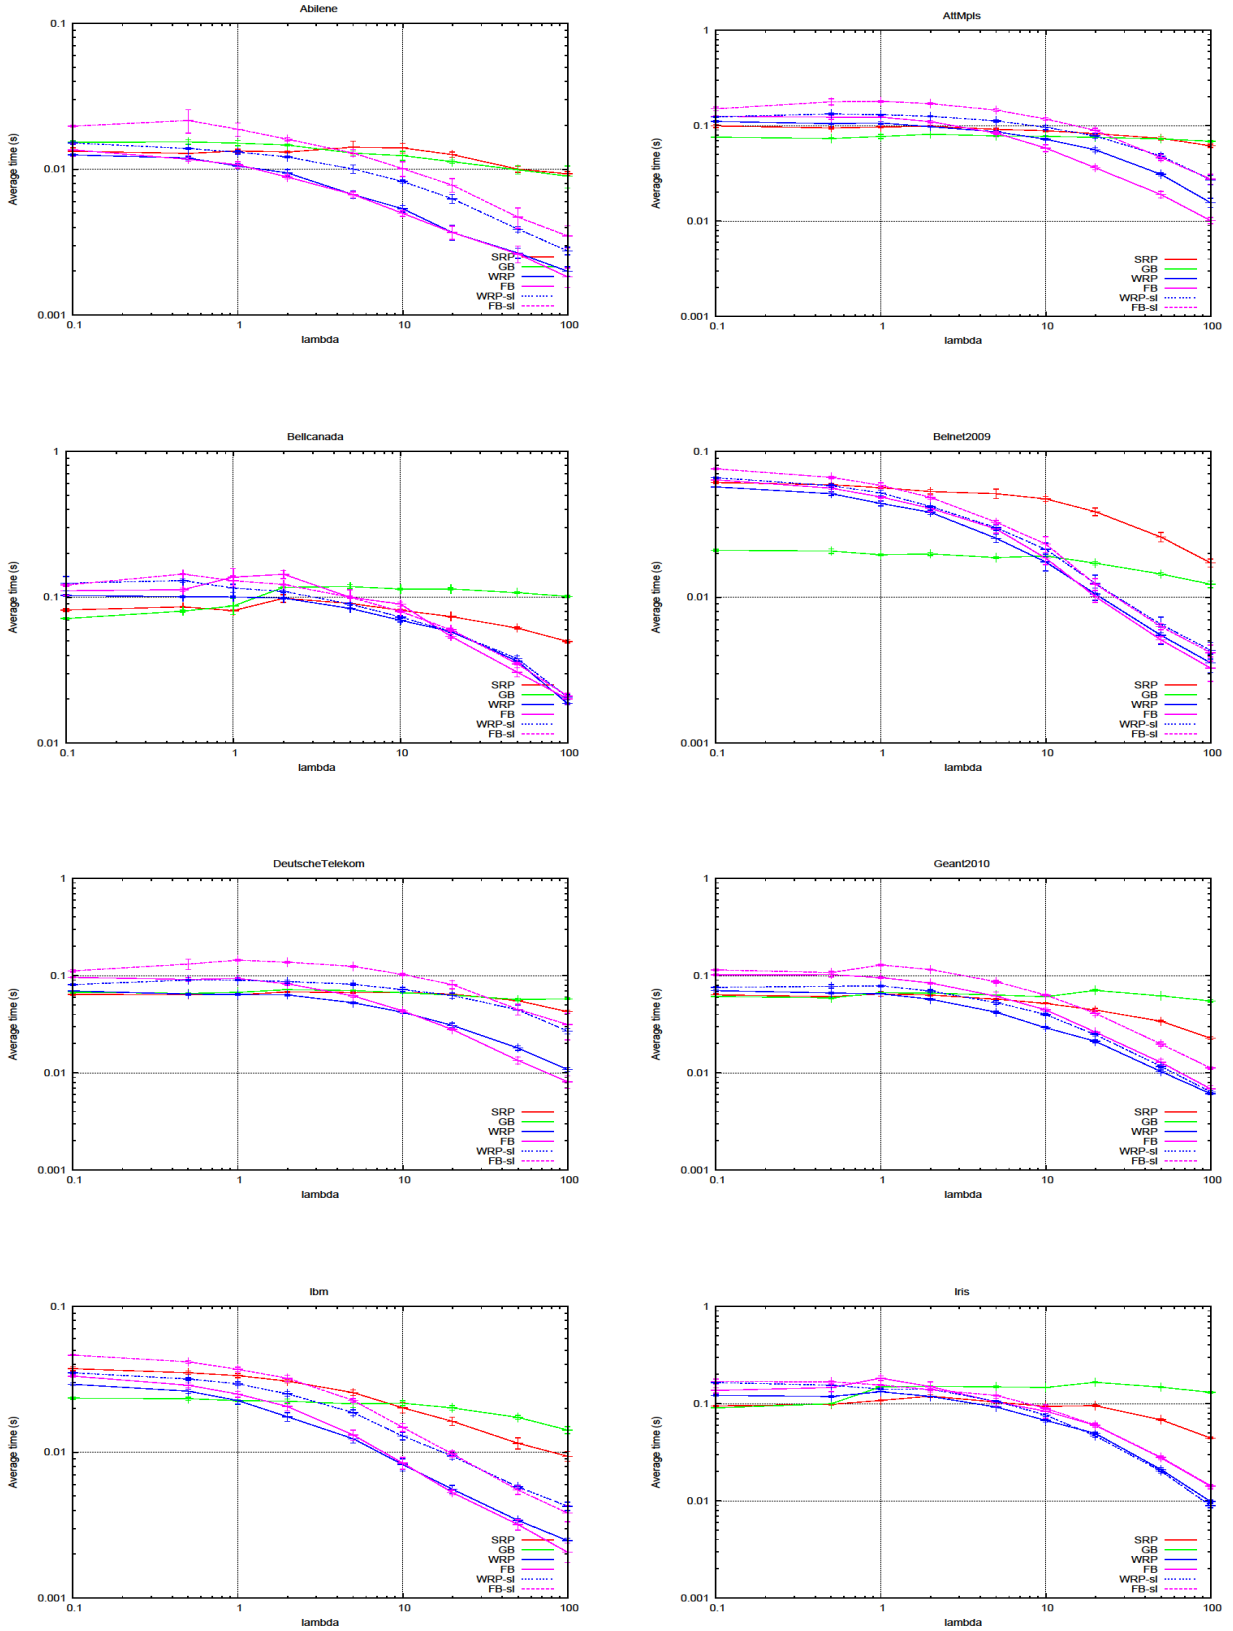 Abilene
0.1
0.01
0.001
Average time (s)
0.1
1
10
100
lambda
SRP
GB
WRP
FB
WRP-sl
FB-sl
AttMpls
1
0.1
0.01
0.001
Average time (s)
0.1
1
10
100
lambda
SRP
GB
WRP
FB
WRP-sl
FB-sl
Bellcanada
1
0.1
0.01
Average time (s)
0.1
1
10
100
lambda
SRP
GB
WRP
FB
WRP-sl
FB-sl
Belnet2009
0.1
0.01
0.001
Average time (s)
0.1
1
10
100
lambda
SRP
GB
WRP
FB
WRP-sl
FB-sl
DeutscheTelekom
1
0.1
0.01
0.001
Average time (s)
0.1
1
10
100
lambda
SRP
GB
WRP
FB
WRP-sl
FB-sl
Geant2010
1
0.1
0.01
0.001
Average time (s)
0.1
1
10
100
lambda
SRP
GB
WRP
FB
WRP-sl
FB-sl
Ibm
0.1
0.01
0.001
Average time (s)
0.1
1
10
100
lambda
SRP
GB
WRP
FB
WRP-sl
FB-sl
Iris
1
0.1
0.01
0.001
Average time (s)
0.1
1
10
100
lambda
SRP
GB
WRP
FB
WRP-sl
FB-sl